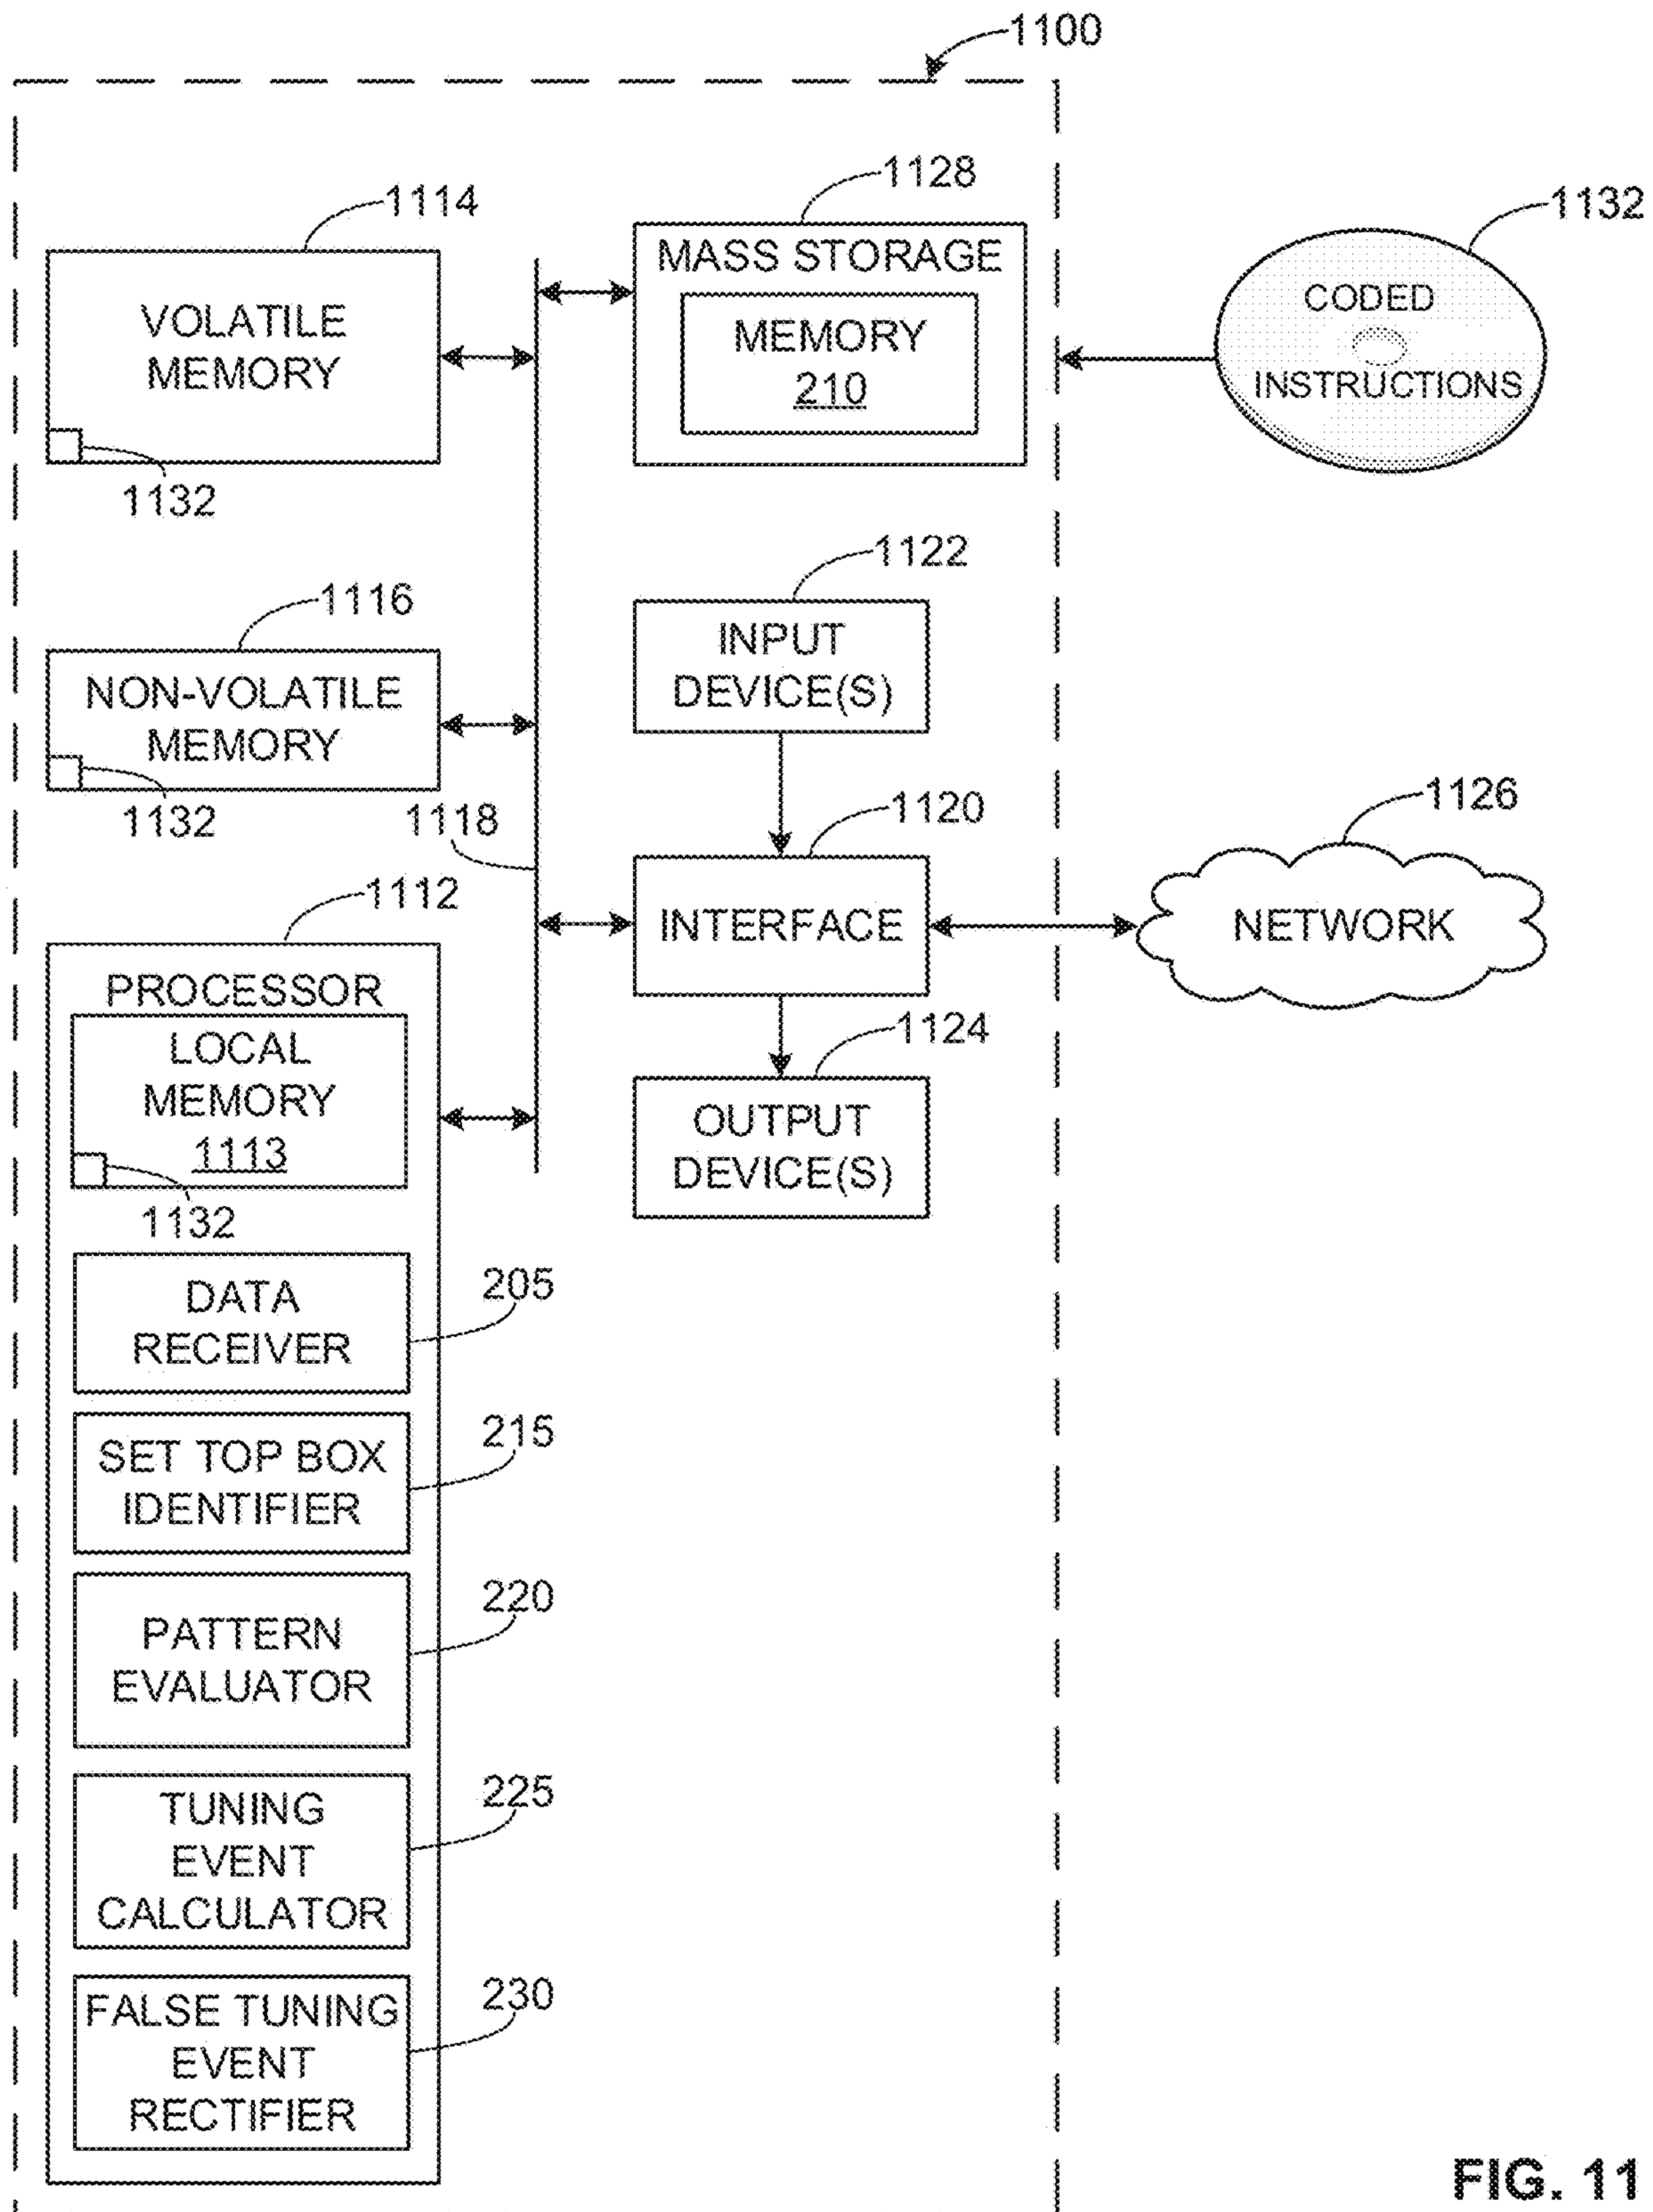 1100
1114
VOLATILE
MEMORY
1132
1128
MASS STORAGE
MEMORY
210
1132
CODED
INSTRUCTIONS
1116
NON-VOLATILE
MEMORY
1132
1118
1122
INPUT
DEVICE(S)
1120
INTERFACE
1126
NETWORK
1124
OUTPUT
DEVICE(S)
1112
PROCESSOR
LOCAL
MEMORY
1113
1132
DATA
RECEIVER
205
SET TOP BOX
IDENTIFIER
215
PATTERN
EVALUATOR
220
TUNING
EVENT
CALCULATOR
225
FALSE TUNING
EVENT
RECTIFIER
230
FIG. 11